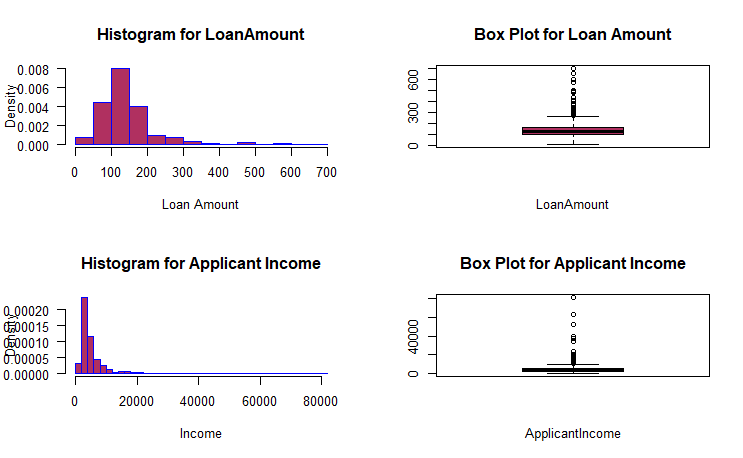 Histogram for LoanAmount
Density
0.008
0.006
0.004
0.002
0.000
0 100 200 300 400 500 600 700
Loan Amount
Box Plot for Loan Amount
600
300
0
LoanAmount
Histogram for Applicant Income
Density
0.00020
0.00015
0.00010
0.00005
0.00000
0 20000 40000 60000 80000
Income
Box Plot for Applicant Income
40000
0
ApplicantIncome